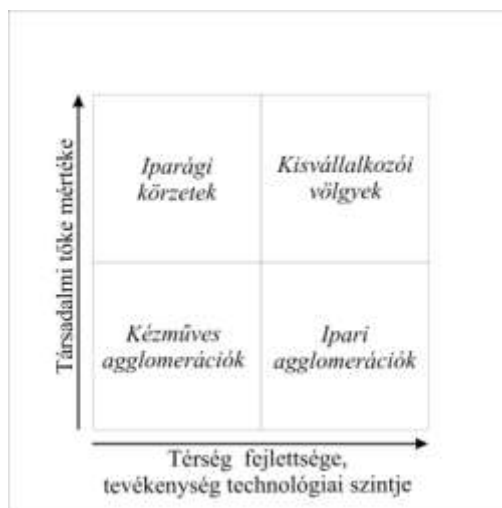 Társadalmi tőke mértéke
Iparági
körzetek
Kisvállalkozói
völgyek
Kézműves
agglomerációk
Ipari
agglomerációk
Térség fejlettsége,
tevékenység technológiai szintje